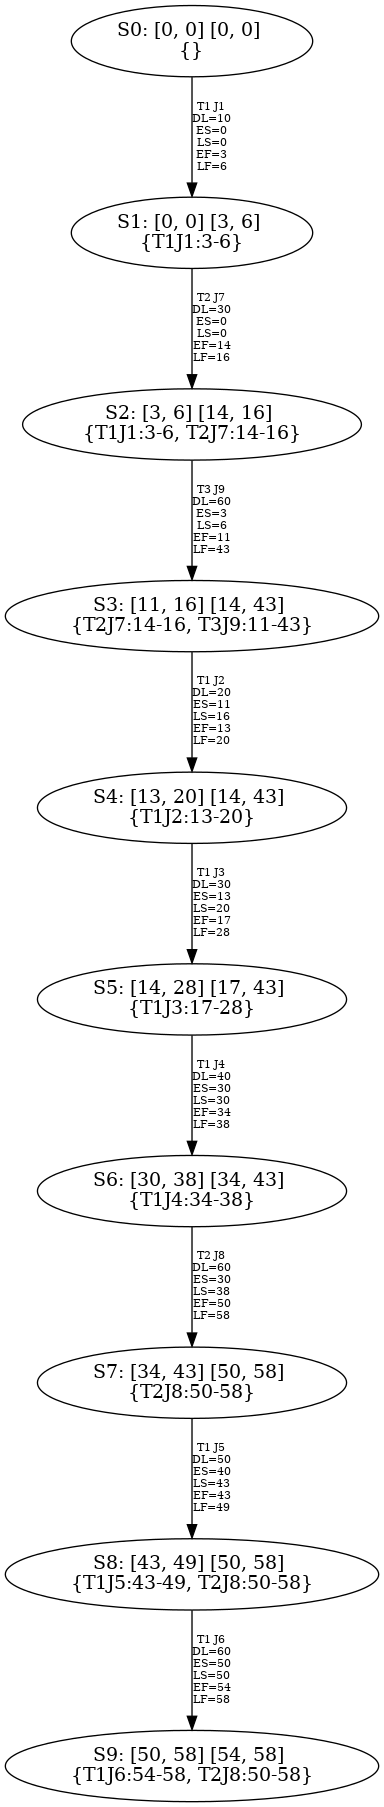 S0: [0, 0] [0, 0]
{}
T1 J1
DL=10
ES=0
LS=0
EF=3
LF=6
S1: [0, 0] [3, 6]
{T1J1:3-6}
T2 J7
DL=30
ES=0
LS=0
EF=14
LF=16
S2: [3, 6] [14, 16]
{T1J1:3-6, T2J7:14-16}
T3 J9
DL=60
ES=3
LS=6
EF=11
LF=43
S3: [11, 16] [14, 43]
{T2J7:14-16, T3J9:11-43}
T1 J2
DL=20
ES=11
LS=16
EF=13
LF=20
S4: [13, 20] [14, 43]
{T1J2:13-20}
T1 J3
DL=30
ES=13
LS=20
EF=17
LF=28
S5: [14, 28] [17, 43]
{T1J3:17-28}
T1 J4
DL=40
ES=30
LS=30
EF=34
LF=38
S6: [30, 38] [34, 43]
{T1J4:34-38}
T2 J8
DL=60
ES=30
LS=38
EF=50
LF=58
S7: [34, 43] [50, 58]
{T2J8:50-58}
T1 J5
DL=50
ES=40
LS=43
EF=43
LF=49
S8: [43, 49] [50, 58]
{T1J5:43-49, T2J8:50-58}
T1 J6
DL=60
ES=50
LS=50
EF=54
LF=58
S9: [50, 58] [54, 58]
{T1J6:54-58, T2J8:50-58}